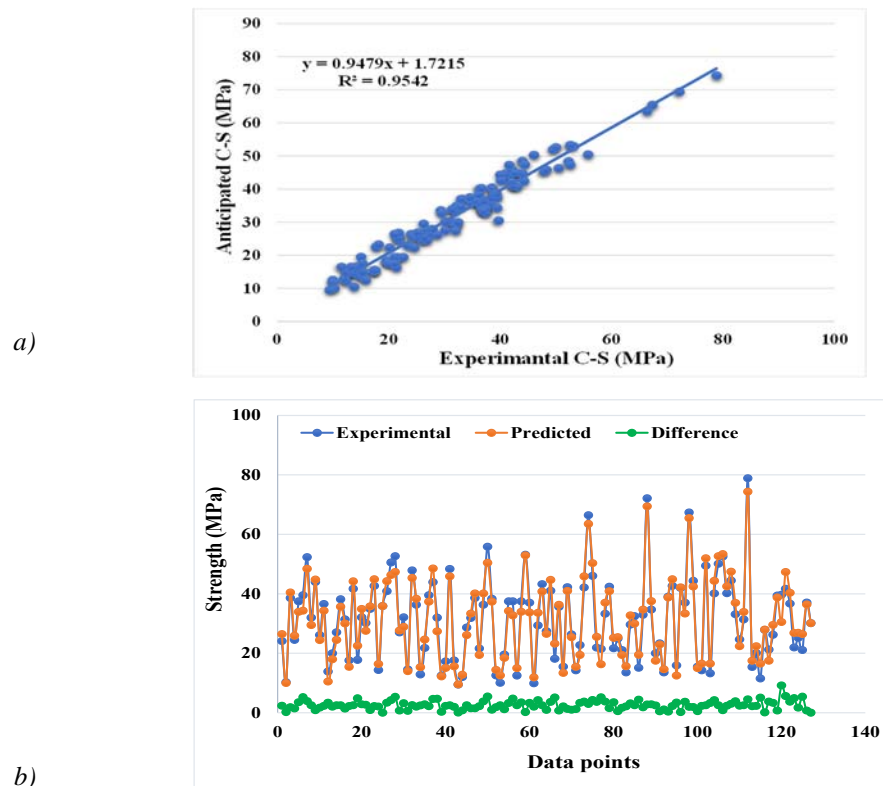 90
80
y = 0.9479x + 1.7215
70
R² = 0.9542
60
50
40
30
20
10
0
Anticipated C-S (MPa)
0 20 40 60 80 100
Experimantal C-S (MPa)
a)
100
Experimental Predicted Difference
80
60
40
20
0
Strength (MPa)
0 20 40 60 80 100 120 140
Data points
b)